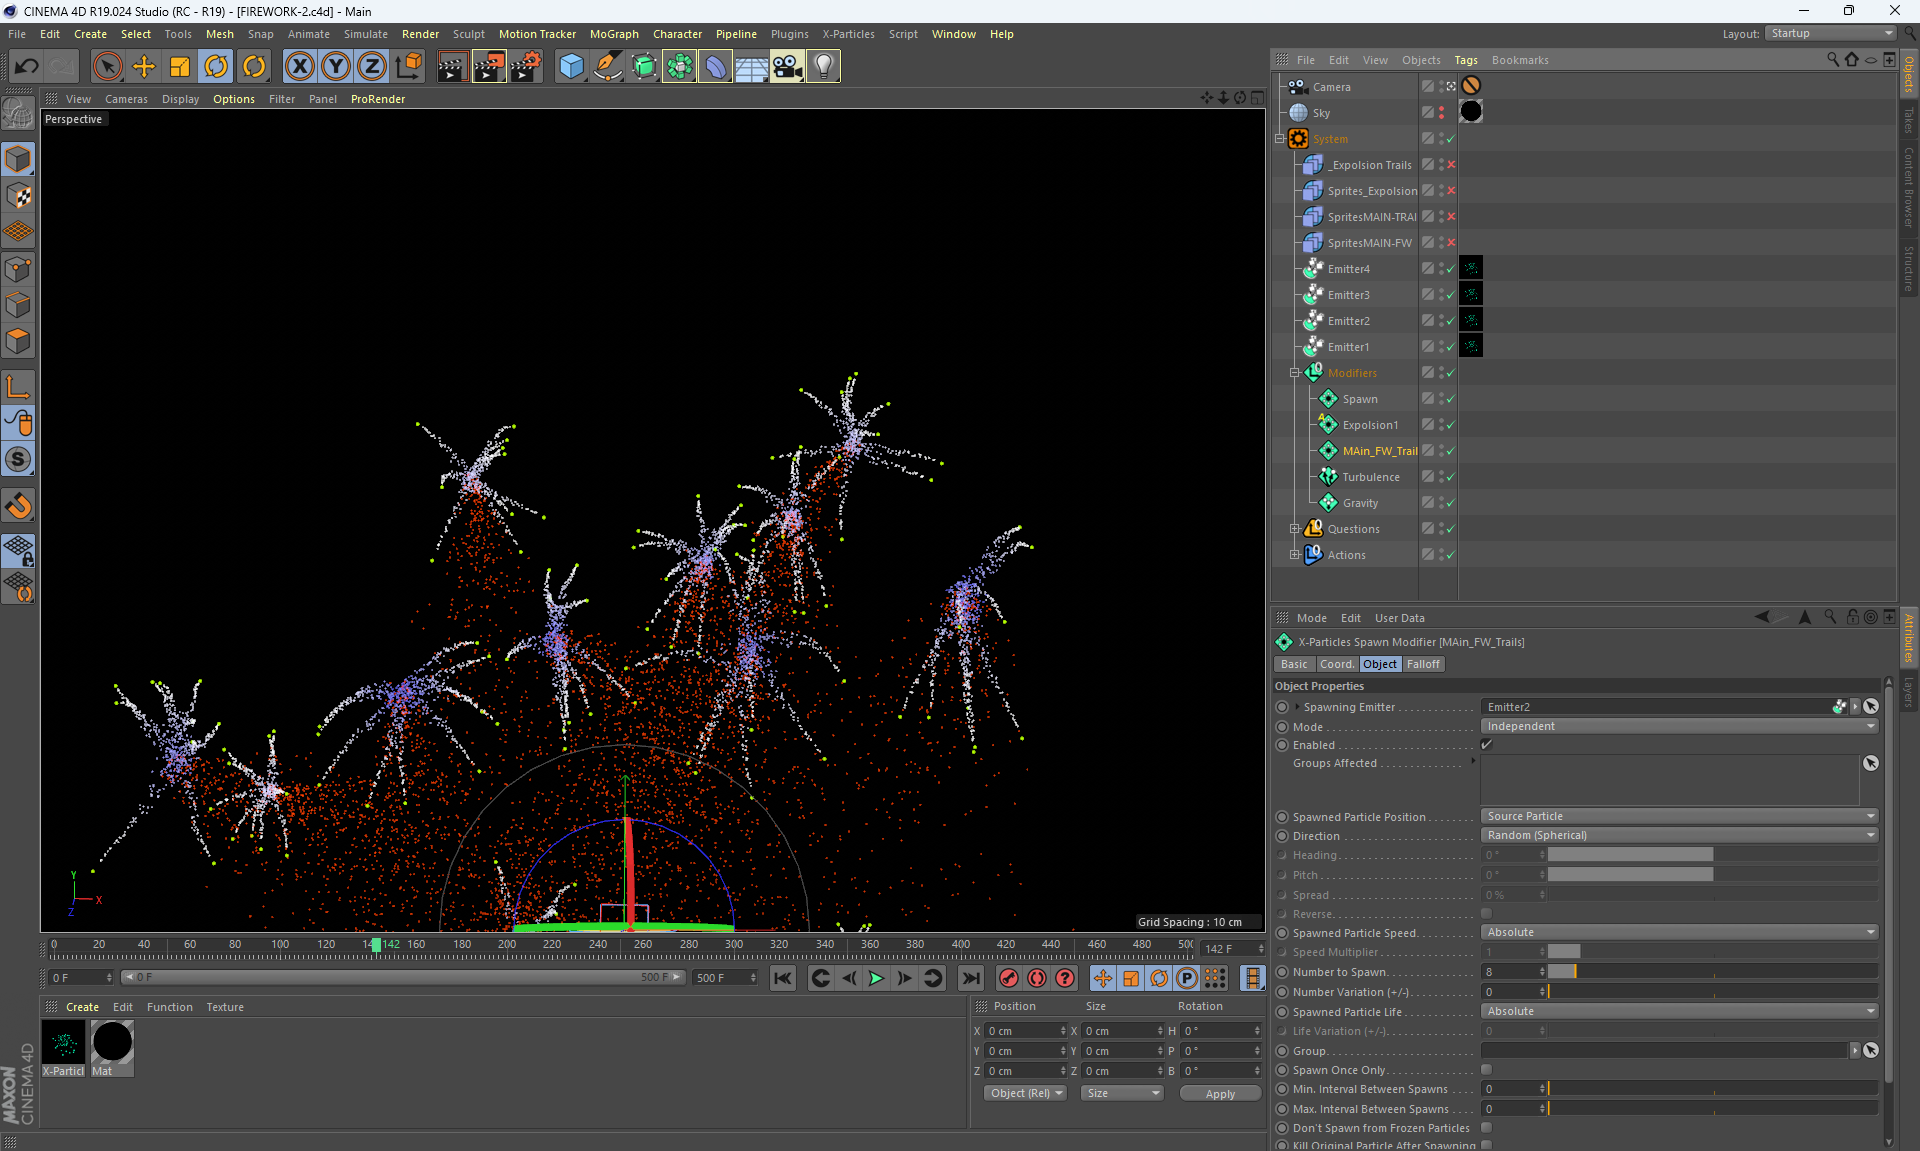 CINEMA 4D R19.024 Studio (RC - R19) - [FIREWORK-2.c4d] - Main
File Edit Create Select Tools Mesh Snap Animate Simulate Render Sculpt Motion Tracker MoGraph Character Pipeline Plugins X-Particles Script Window Help
Layout: Startup
View Cameras Display Options Filter Panel ProRender
Perspective
Grid Spacing : 10 cm
Y
X
Z
0 20 40 60 80 100 120 142 160 180 200 220 240 260 280 300 320 340 360 380 400 420 440 460 480
142 F
0 F
0 F
500 F
500 F
Create Edit Function Texture
X-Particl
Mat
MAXON
CINEMA 4D
Position Size Rotation
X 0 cm X 0 cm H 0 °
Y 0 cm Y 0 cm P 0 °
Z 0 cm Z 0 cm B 0 °
Object (Rel) Size Apply
File Edit View Objects Tags Bookmarks
Camera
Sky
System
_Expolsion Trails
Sprites_Expolsion
SpritesMAIN-TRAI
SpritesMAIN-FW
Emitter4
Emitter3
Emitter2
Emitter1
Modifiers
Spawn
Expolsion1
MAin_FW_Trail
Turbulence
Gravity
Questions
Actions
Objects
Takes
Content Browser
Structure
Mode Edit User Data
X-Particles Spawn Modifier [MAin_FW_Trails]
Basic Coord. Object Falloff
Object Properties
Spawning Emitter Emitter2
Mode Independent
Enabled
Groups Affected
Spawned Particle Position Source Particle
Direction Random (Spherical)
Heading 0 °
Pitch 0 °
Spread 0 %
Reverse
Spawned Particle Speed Absolute
Speed Multiplier 1
Number to Spawn 8
Number Variation (+/-) 0
Spawned Particle Life Absolute
Life Variation (+/-) 0
Group
Spawn Once Only
Min. Interval Between Spawns 0
Max. Interval Between Spawns 0
Don't Spawn from Frozen Particles
Kill Original Particle After Spawning
Attributes
Layers